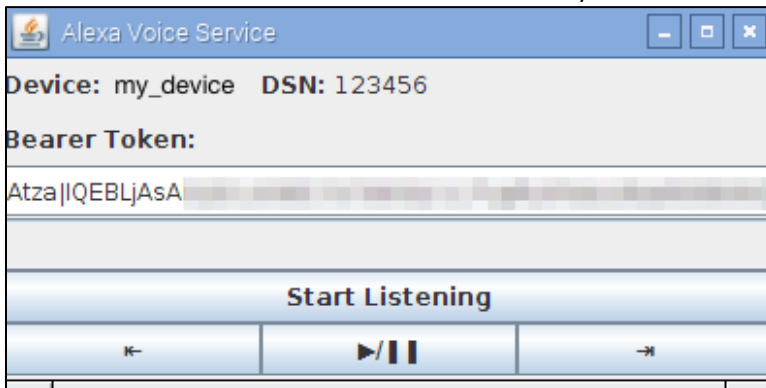 Alexa Voice Service
Device: my_device DSN: 123456
Bearer Token:
Atza|IQEBLjAsA
Start Listening